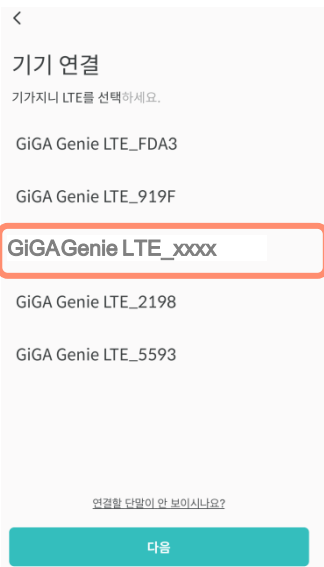 기기 연결
기가지니 LTE를 선택하세요.
GiGA Genie LTE_FDA3
GiGA Genie LTE_919F
GiGAGenie LTE_xxxx
GiGA Genie LTE_2198
GiGA Genie LTE_5593
연결할 단말이 안 보이시나요?
다음